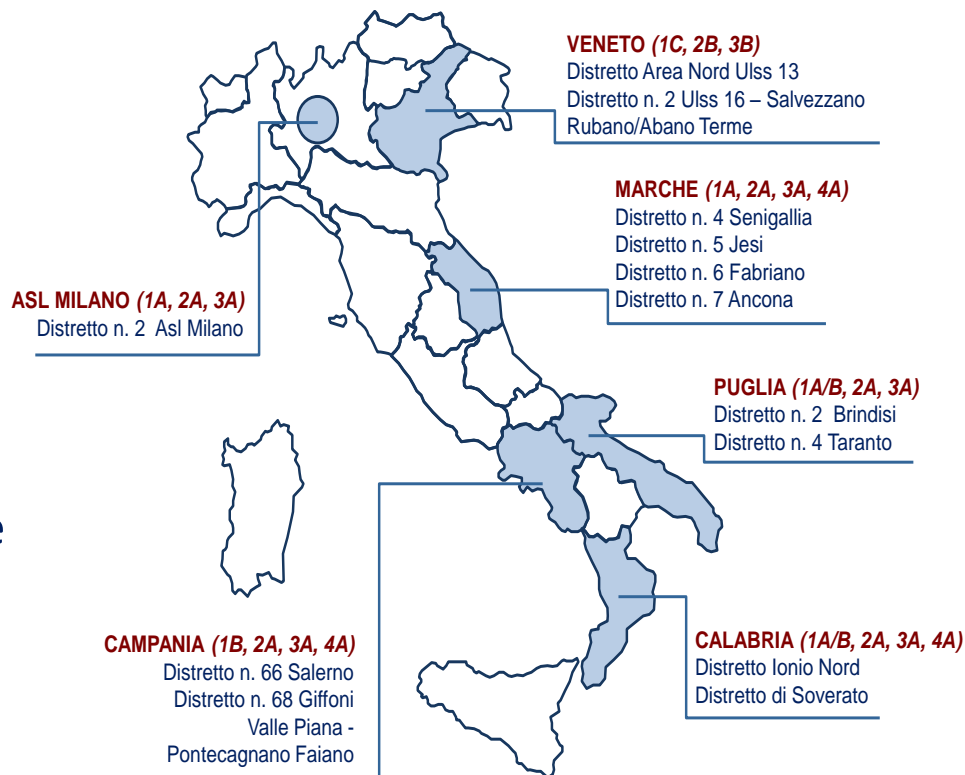 VENETO (1C, 2B, 3B)
Distretto Area Nord Ulss 13
Distretto n. 2 Ulss 16 – Salvezzano
Rubano/Abano Terme
MARCHE (1A, 2A, 3A, 4A)
Distretto n. 4 Senigallia
Distretto n. 5 Jesi
Distretto n. 6 Fabriano
Distretto n. 7 Ancona
ASL MILANO (1A, 2A, 3A)
Distretto n. 2 Asl Milano
PUGLIA (1A/B, 2A, 3A)
Distretto n. 2 Brindisi
Distretto n. 4 Taranto
e
CAMPANIA (1B, 2A, 3A, 4A)
Distretto n. 66 Salerno
Distretto n. 68 Giffoni
Valle Piana -
Pontecagnano Faiano
CALABRIA (1A/B, 2A, 3A, 4A)
Distretto Ionio Nord
Distretto di Soverato